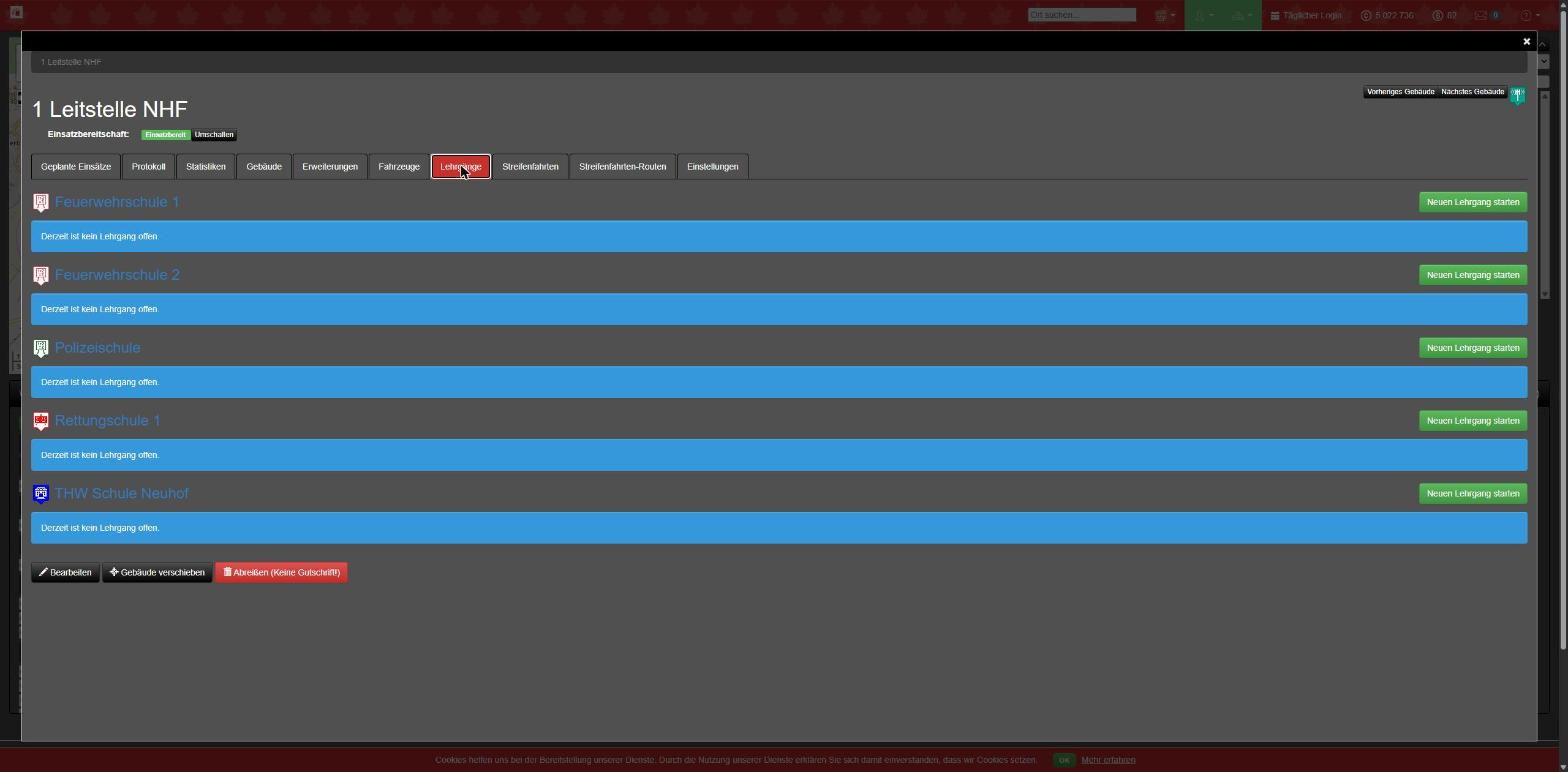 Ort suchen...
Täglicher Login
5 022 736
62
0
1 Leitstelle NHF
Vorheriges Gebäude Nächstes Gebäude
1 Leitstelle NHF
Einsatzbereitschaft: Einsatzbereit Umschalten
Geplante Einsätze Protokoll Statistiken Gebäude Erweiterungen Fahrzeuge Lehrgänge Streifenfahrten Streifenfahrten-Routen Einstellungen
Feuerwehrschule 1 Neuen Lehrgang starten
Derzeit ist kein Lehrgang offen.
Feuerwehrschule 2 Neuen Lehrgang starten
Derzeit ist kein Lehrgang offen.
Polizeischule Neuen Lehrgang starten
Derzeit ist kein Lehrgang offen.
Rettungschule 1 Neuen Lehrgang starten
Derzeit ist kein Lehrgang offen.
THW Schule Neuhof Neuen Lehrgang starten
Derzeit ist kein Lehrgang offen.
Bearbeiten Gebäude verschieben Abreißen (Keine Gutschrift!)
Cookies helfen uns bei der Bereitstellung unserer Dienste. Durch die Nutzung unserer Dienste erklären Sie sich damit einverstanden, dass wir Cookies setzen. OK Mehr erfahren